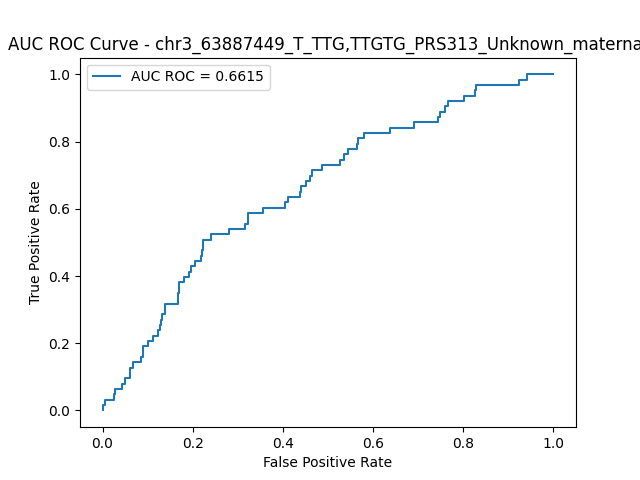 AUC ROC Curve - chr3_63887449_T_TTG,TTGTG_PRS313_Unknown_materna
AUC ROC = 0.6615
1.0
0.8
0.6
0.4
0.2
0.0
True Positive Rate
0.0 0.2 0.4 0.6 0.8 1.0
False Positive Rate